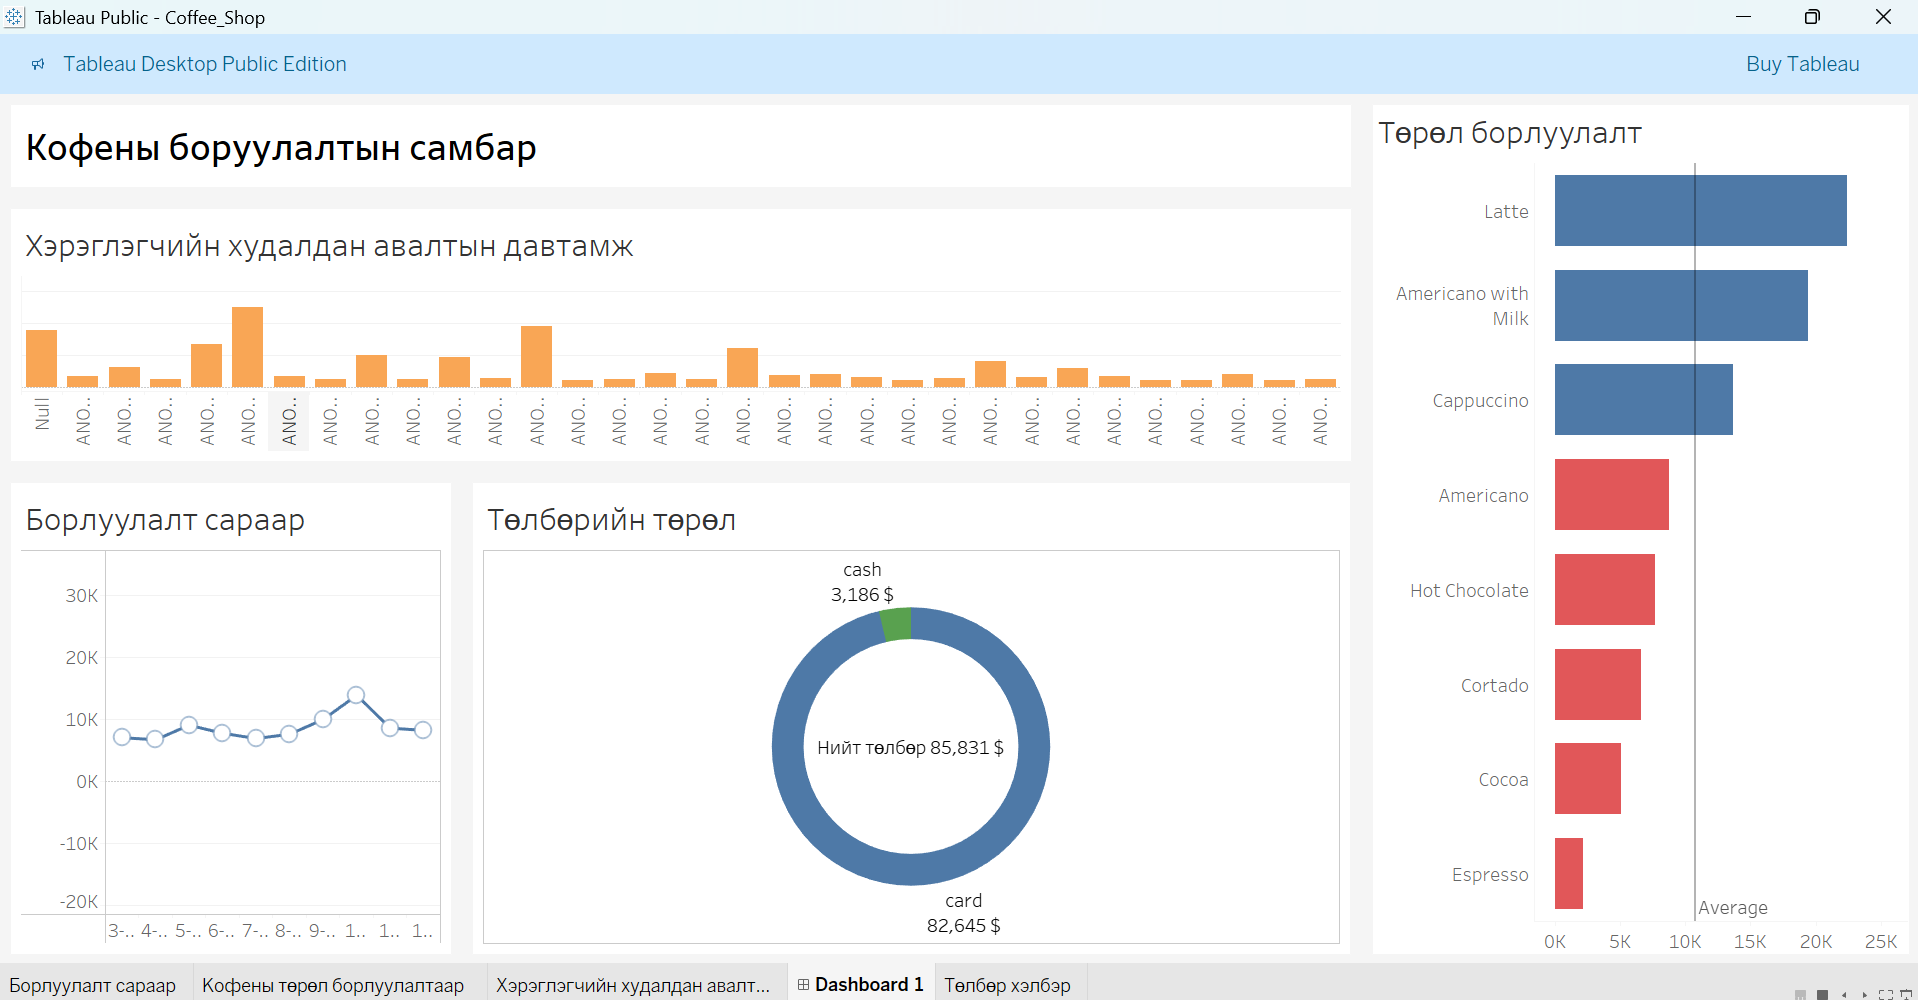 Tableau Public - Coffee_Shop
Tableau Desktop Public Edition
Buy Tableau
Кофены боруулалтын самбар
Хэрэглэгчийн худалдан авалтын давтамж
Null ANO.. ANO.. ANO.. ANO.. ANO.. ANO.. ANO.. ANO.. ANO.. ANO.. ANO.. ANO.. ANO.. ANO.. ANO.. ANO.. ANO.. ANO.. ANO.. ANO.. ANO.. ANO.. ANO.. ANO.. ANO.. ANO.. ANO.. ANO.. ANO.. ANO.. ANO..
Борлуулалт сараар
30K
20K
10K
0K
-10K
-20K
3-.. 4-.. 5-.. 6-.. 7-.. 8-.. 9-.. 1.. 1.. 1..
Төлбөрийн төрөл
cash
3,186 $
Нийт төлбөр 85,831 $
card
82,645 $
Төрөл борлуулалт
Latte
Americano with
Milk
Cappuccino
Americano
Hot Chocolate
Cortado
Cocoa
Espresso
Average
0K 5K 10K 15K 20K 25K
Борлуулалт сараар
Кофены төрөл борлуулалтаар
Хэрэглэгчийн худалдан авалт...
Dashboard 1
Төлбөр хэлбэр